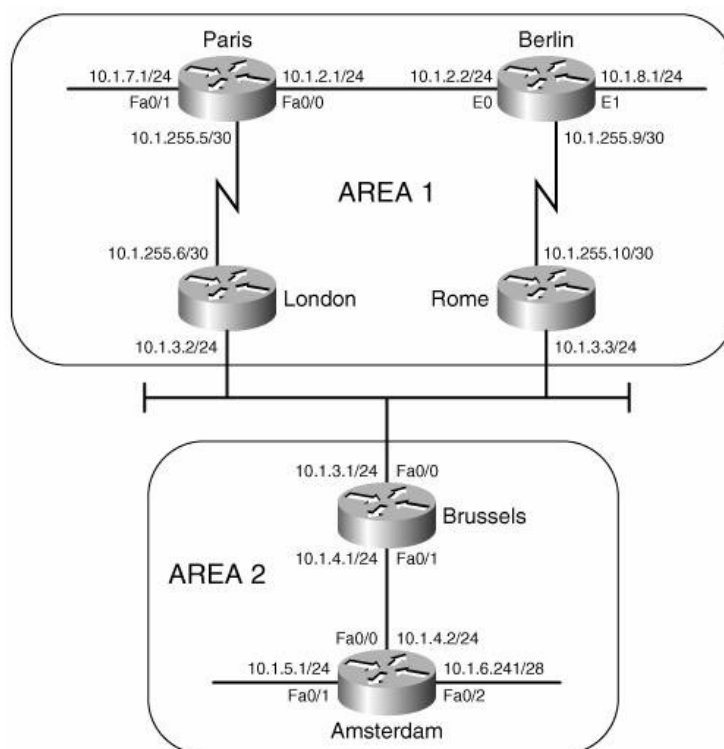 Paris
Berlin
10.1.7.1/24
10.1.2.1/24
10.1.2.2/24
10.1.8.1/24
Fa0/1
Fa0/0
E0
E1
10.1.255.5/30
10.1.255.9/30
AREA 1
10.1.255.6/30
10.1.255.10/30
London
Rome
10.1.3.2/24
10.1.3.3/24
10.1.3.1/24
Fa0/0
Brussels
10.1.4.1/24
Fa0/1
AREA 2
Fa0/0
10.1.4.2/24
10.1.5.1/24
10.1.6.241/28
Fa0/1
Fa0/2
Amsterdam